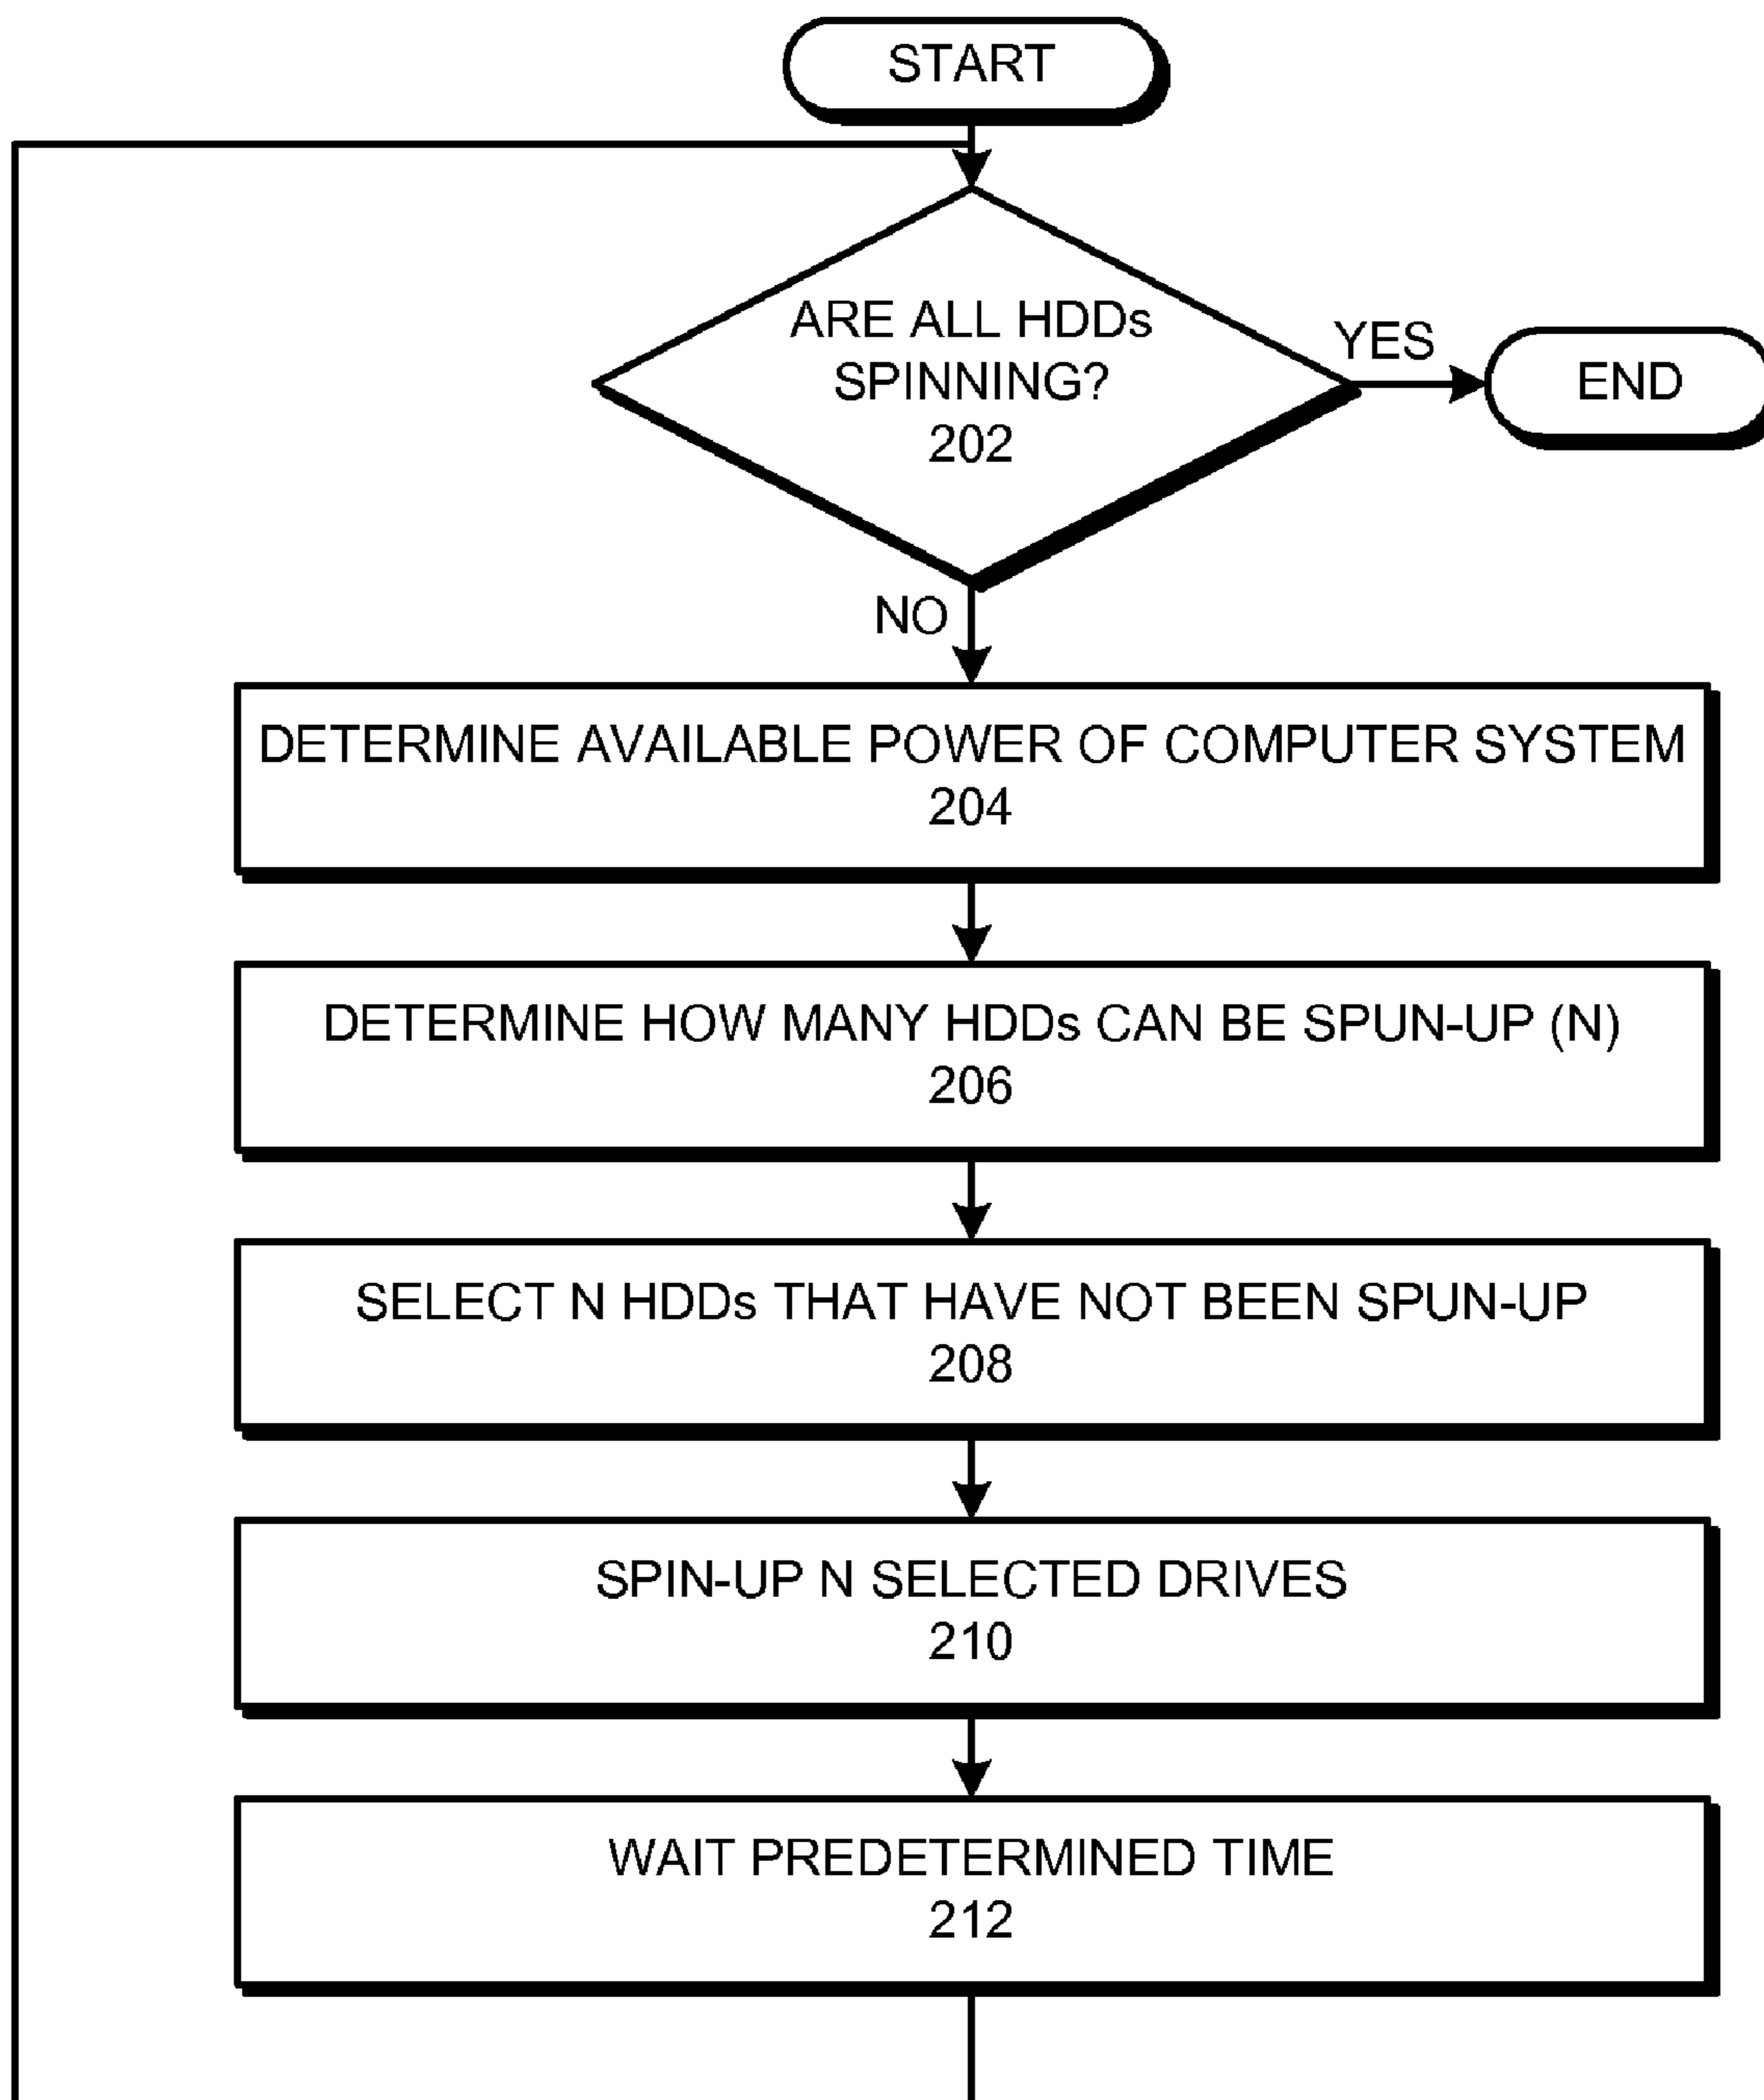 START
ARE ALL HDDs
SPINNING?
202
YES
END
NO
DETERMINE AVAILABLE POWER OF COMPUTER SYSTEM
204
DETERMINE HOW MANY HDDs CAN BE SPUN-UP (N)
206
SELECT N HDDs THAT HAVE NOT BEEN SPUN-UP
208
SPIN-UP N SELECTED DRIVES
210
WAIT PREDETERMINED TIME
212